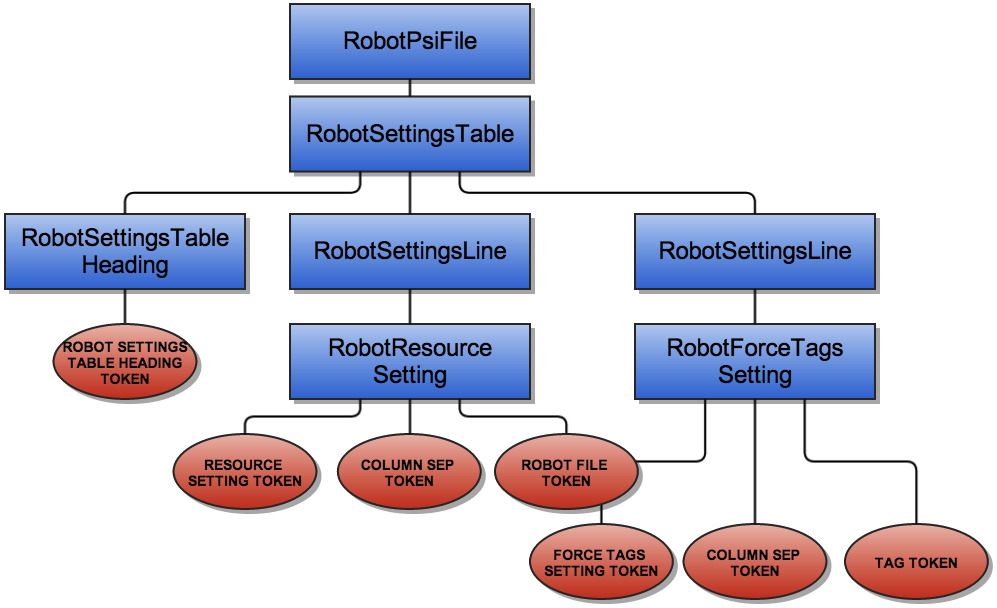 RobotPsiFile
RobotSettingsTable
RobotSettingsTable
Heading
RobotSettingsLine
RobotSettingsLine
ROBOT SETTINGS
TABLE HEADING
TOKEN
RobotResource
Setting
RobotForceTags
Setting
RESOURCE
SETTING TOKEN
COLUMN SEP
TOKEN
ROBOT FILE
TOKEN
FORCE TAGS
SETTING TOKEN
COLUMN SEP
TOKEN
TAG TOKEN